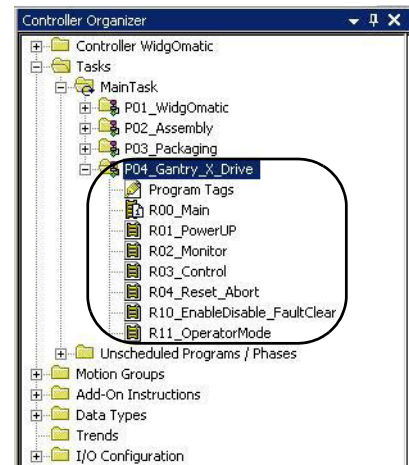 Controller Organizer
Controller WidgOmatic
Tasks
MainTask
P01_WidgOmatic
P02_Assembly
P03_Packaging
P04_Gantry_X_Drive
Program Tags
R00_Main
R01_PowerUP
R02_Monitor
R03_Control
R04_Reset_Abort
R10_EnableDisable_FaultClear
R11_OperatorMode
Unscheduled Programs / Phases
Motion Groups
Add-On Instructions
Data Types
Trends
I/O Configuration